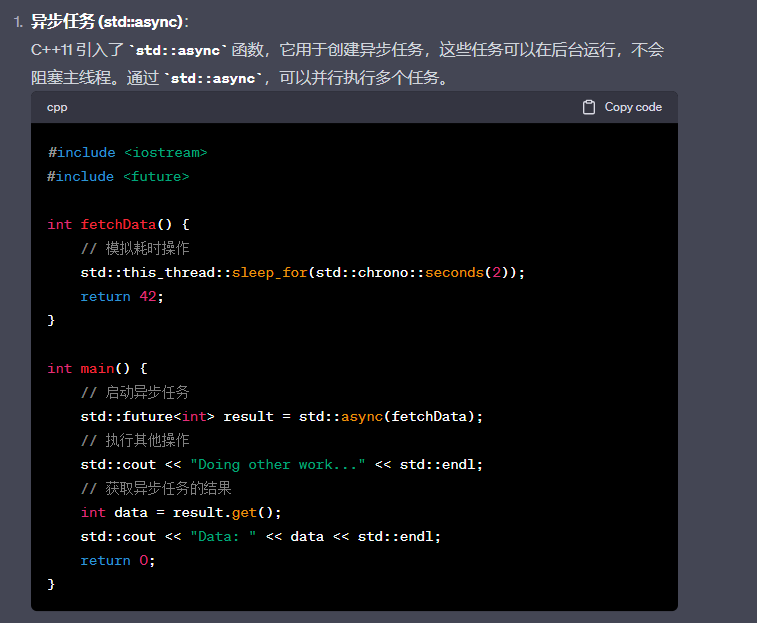 1. 异步任务 (std::async)：
C++11 引入了 `std::async` 函数，它用于创建异步任务，这些任务可以在后台运行，不会
阻塞主线程。通过 `std::async`，可以并行执行多个任务。
cpp Copy code
#include <iostream>
#include <future>
int fetchData() {
    // 模拟耗时操作
    std::this_thread::sleep_for(std::chrono::seconds(2));
    return 42;
}
int main() {
    // 启动异步任务
    std::future<int> result = std::async(fetchData);
    // 执行其他操作
    std::cout << "Doing other work..." << std::endl;
    // 获取异步任务的结果
    int data = result.get();
    std::cout << "Data: " << data << std::endl;
    return 0;
}